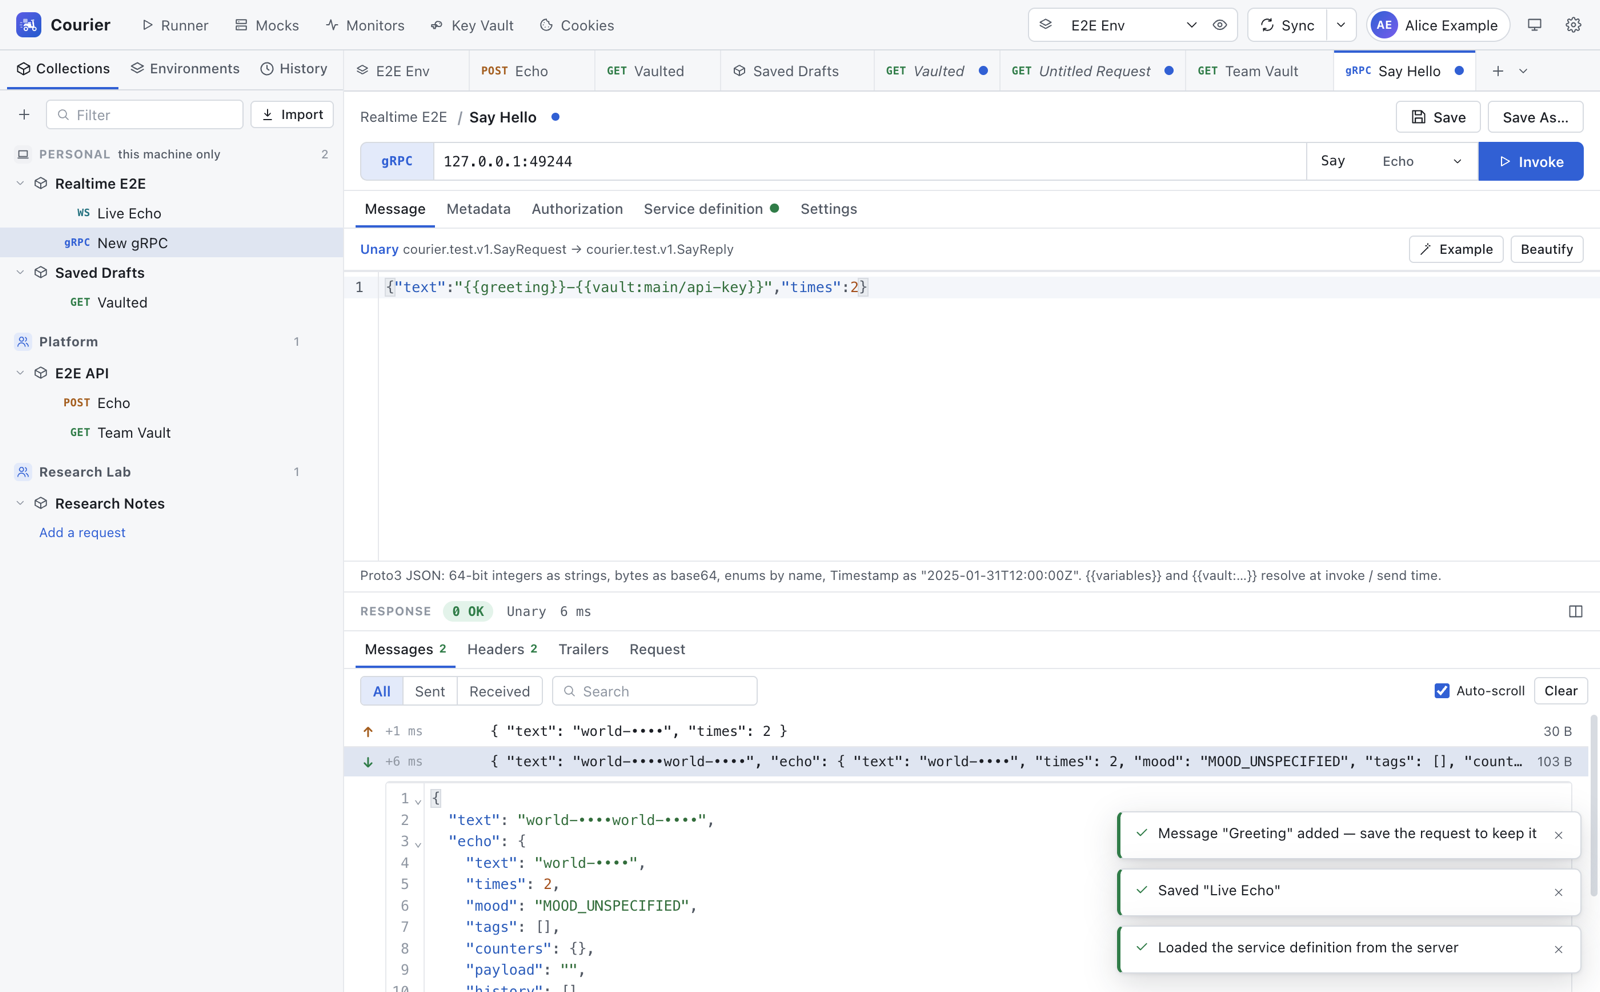 Courier
Runner
Mocks
Monitors
Key Vault
Cookies
E2E Env
Sync
AE
Alice Example
Collections
Environments
History
E2E Env
POST Echo
GET Vaulted
Saved Drafts
GET Vaulted
GET Untitled Request
GET Team Vault
gRPC Say Hello
Filter
Import
PERSONAL this machine only 2
Realtime E2E
WS Live Echo
gRPC New gRPC
Saved Drafts
GET Vaulted
Platform 1
E2E API
POST Echo
GET Team Vault
Research Lab 1
Research Notes
Add a request
Realtime E2E / Say Hello
Save
Save As...
gRPC 127.0.0.1:49244
Say Echo
Invoke
Message
Metadata
Authorization
Service definition
Settings
Unary courier.test.v1.SayRequest → courier.test.v1.SayReply
Example
Beautify
1 {"text":"{{greeting}}-{{vault:main/api-key}}","times":2}
Proto3 JSON: 64-bit integers as strings, bytes as base64, enums by name, Timestamp as "2025-01-31T12:00:00Z". {{variables}} and {{vault:...}} resolve at invoke / send time.
RESPONSE 0 OK Unary 6 ms
Messages 2
Headers 2
Trailers
Request
All
Sent
Received
Search
Auto-scroll
Clear
+1 ms { "text": "world-••••", "times": 2 } 30 B
+6 ms { "text": "world-••••world-••••", "echo": { "text": "world-••••", "times": 2, "mood": "MOOD_UNSPECIFIED", "tags": [], "count… 103 B
1 {
2 "text": "world-••••world-••••",
3 "echo": {
4 "text": "world-••••",
5 "times": 2,
6 "mood": "MOOD_UNSPECIFIED",
7 "tags": [],
8 "counters": {},
9 "payload": "",
10 "history": []
Message "Greeting" added — save the request to keep it
Saved "Live Echo"
Loaded the service definition from the server